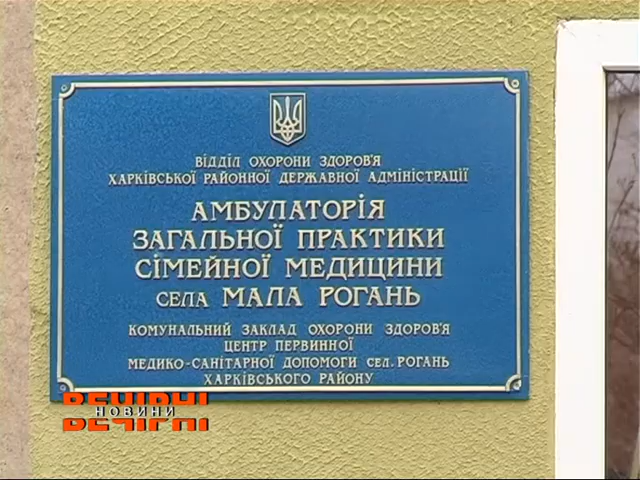 ВІДДІЛ ОХОРОНИ ЗДОРОВ'Я
ХАРКІВСЬКОЇ РАЙОННОЇ ДЕРЖАВНОЇ АДМІНІСТРАЦІЇ
АМБУЛАТОРІЯ
ЗАГАЛЬНОЇ ПРАКТИКИ
СІМЕЙНОЇ МЕДИЦИНИ
СЕЛА МАЛА РОГАНЬ
КОМУНАЛЬНИЙ ЗАКЛАД ОХОРОНИ ЗДОРОВ'Я
ЦЕНТР ПЕРВИННОЇ
МЕДИКО-САНІТАРНОЇ ДОПОМОГИ СЕЛ. РОГАНЬ
ХАРКІВСЬКОГО РАЙОНУ
ВЕЧІРНІ
НОВИНИ
ВЕЧІРНІ